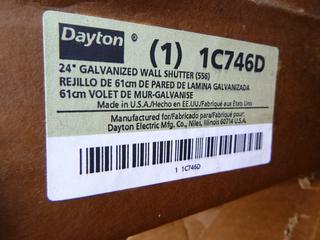 Dayton® (1) 1C746D
24" GALVANIZED WALL SHUTTER (556)
REJILLO DE 61cm DE PARED DE LAMINA GALVANIZADA
61cm VOLET DE MUR-GALVANISE
Made in U.S.A./Hecho en EE.UU/Fabriqué aux États Unis
Manufactured for/Fabricado para/Fabriqué pour:
Dayton Electric Mfg. Co., Niles, Illinois 60714 U.S.A.
1 1C746D